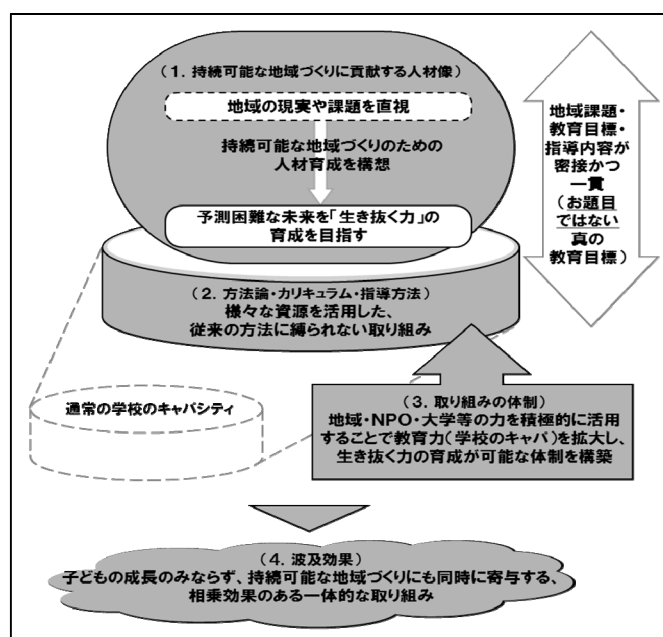 （1．持続可能な地域づくりに貢献する人材像）
地域の現実や課題を直視
持続可能な地域づくりのための
人材育成を構想
予測困難な未来を「生き抜く力」の
育成を目指す
地域課題・
教育目標・
指導内容が
密接かつ
一貫
（お題目
ではない
真の
教育目標）
（2．方法論・カリキュラム・指導方法）
様々な資源を活用した、
従来の方法に縛られない取り組み
通常の学校のキャパシティ
（3．取り組みの体制）
地域・NPO・大学等の力を積極的に活用
することで教育力（学校のキャパ）を拡大し、
生き抜く力の育成が可能な体制を構築
（4．波及効果）
子どもの成長のみならず、持続可能な地域づくりにも同時に寄与する、
相乗効果のある一体的な取り組み